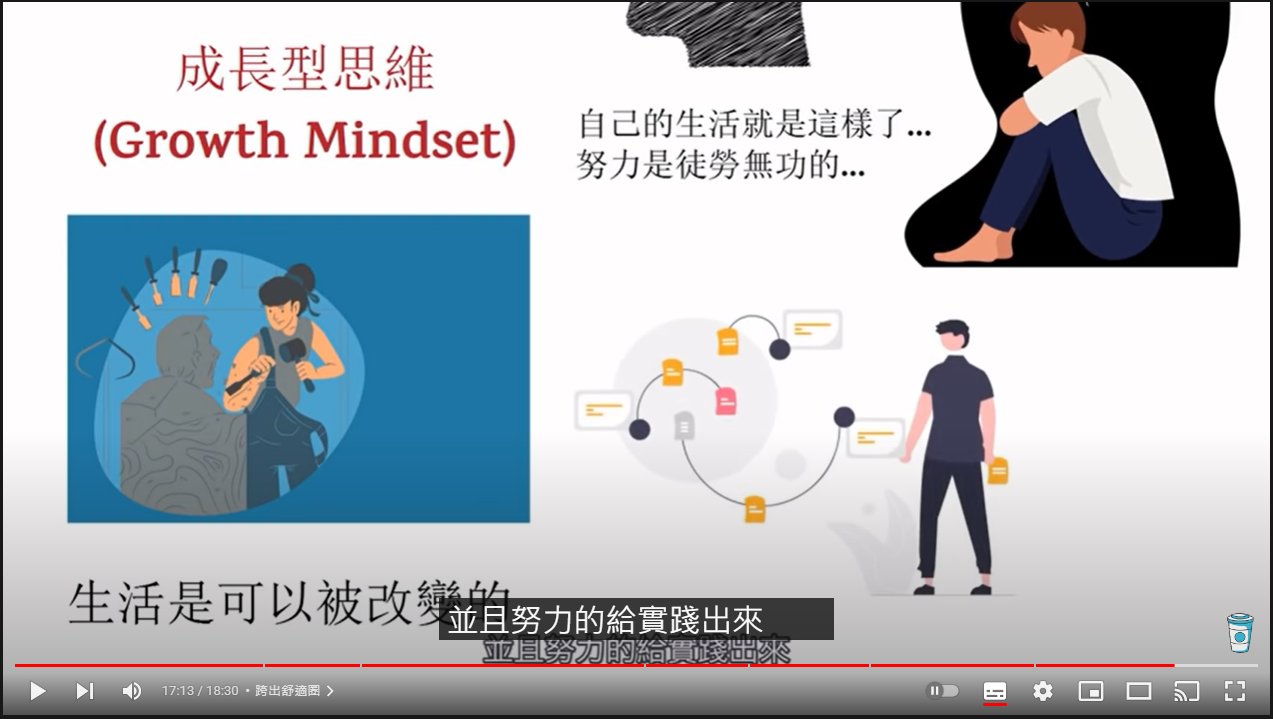 成長型思維
(Growth Mindset)
自己的生活就是這樣了...
努力是徒勞無功的...
生活是可以被改變的
並且努力的給實踐出來
並且努力的給實踐出來
17:13 / 18:30 • 跨出舒適圈